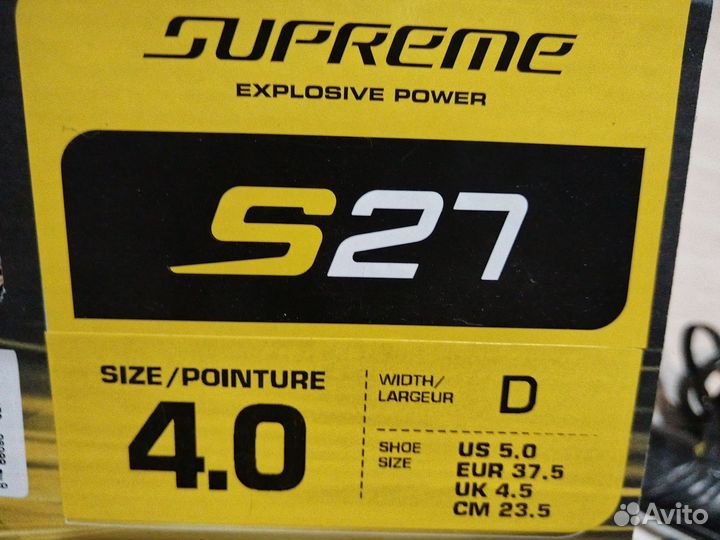 SUPREME
EXPLOSIVE POWER
S27
SIZE/POINTURE
4.0
WIDTH/
LARGEUR
D
SHOE
SIZE
US 5.0
EUR 37.5
UK 4.5
CM 23.5
Avito